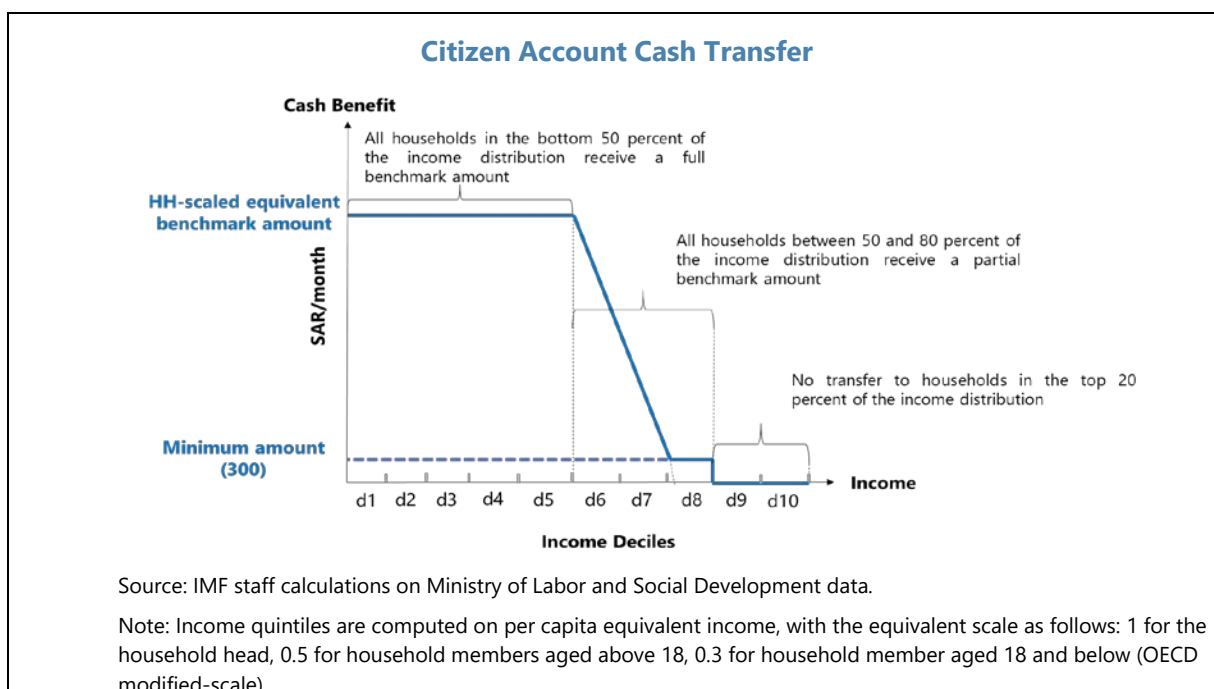 Citizen Account Cash Transfer
Cash Benefit
All households in the bottom 50 percent of
the income distribution receive a full
benchmark amount
HH-scaled equivalent
benchmark amount
All households between 50 and 80 percent of
the income distribution receive a partial
benchmark amount
SAR/month
No transfer to households in the top 20
percent of the income distribution
Minimum amount
(300)
Income
d1 d2 d3 d4 d5 d6 d7 d8 d9 d10
Income Deciles
Source: IMF staff calculations on Ministry of Labor and Social Development data.
Note: Income quintiles are computed on per capita equivalent income, with the equivalent scale as follows: 1 for the
household head, 0.5 for household members aged above 18, 0.3 for household member aged 18 and below (OECD
modified-scale)